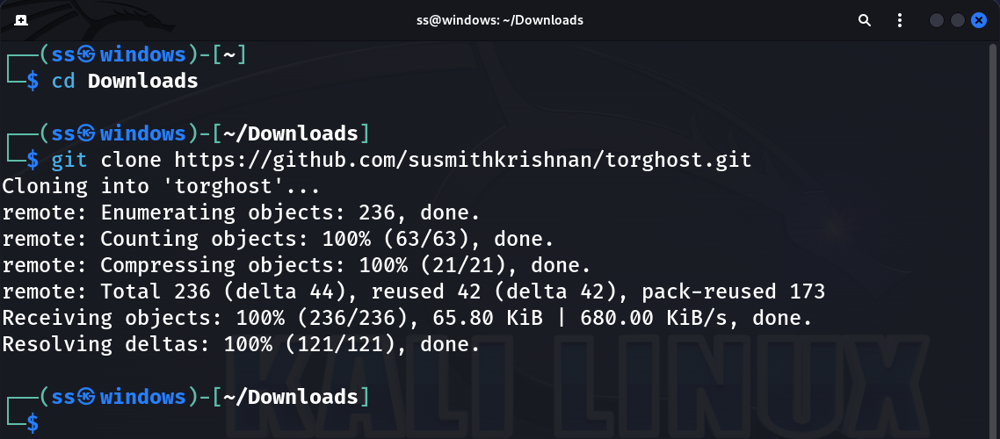 ss@windows: ~/Downloads
┌──(ss㉿windows)-[~]
└─$ cd Downloads
┌──(ss㉿windows)-[~/Downloads]
└─$ git clone https://github.com/susmithkrishnan/torghost.git
Cloning into 'torghost'...
remote: Enumerating objects: 236, done.
remote: Counting objects: 100% (63/63), done.
remote: Compressing objects: 100% (21/21), done.
remote: Total 236 (delta 44), reused 42 (delta 42), pack-reused 173
Receiving objects: 100% (236/236), 65.80 KiB | 680.00 KiB/s, done.
Resolving deltas: 100% (121/121), done.
┌──(ss㉿windows)-[~/Downloads]
└─$
KALI LINUX